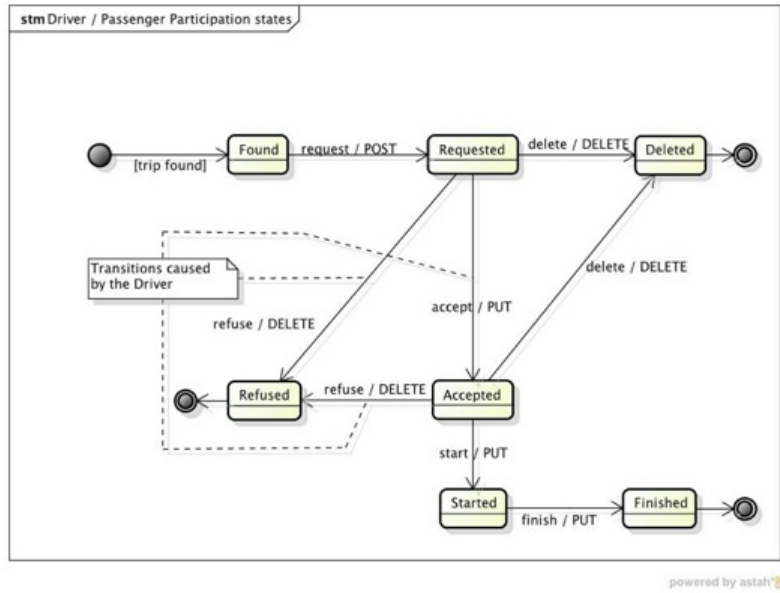 stm Driver / Passenger Participation states
Found
request / POST
Requested
delete / DELETE
Deleted
[trip found]
Transitions caused
by the Driver
delete / DELETE
accept / PUT
refuse / DELETE
Refused
refuse / DELETE
Accepted
start / PUT
Started
Finished
finish / PUT
powered by astah*